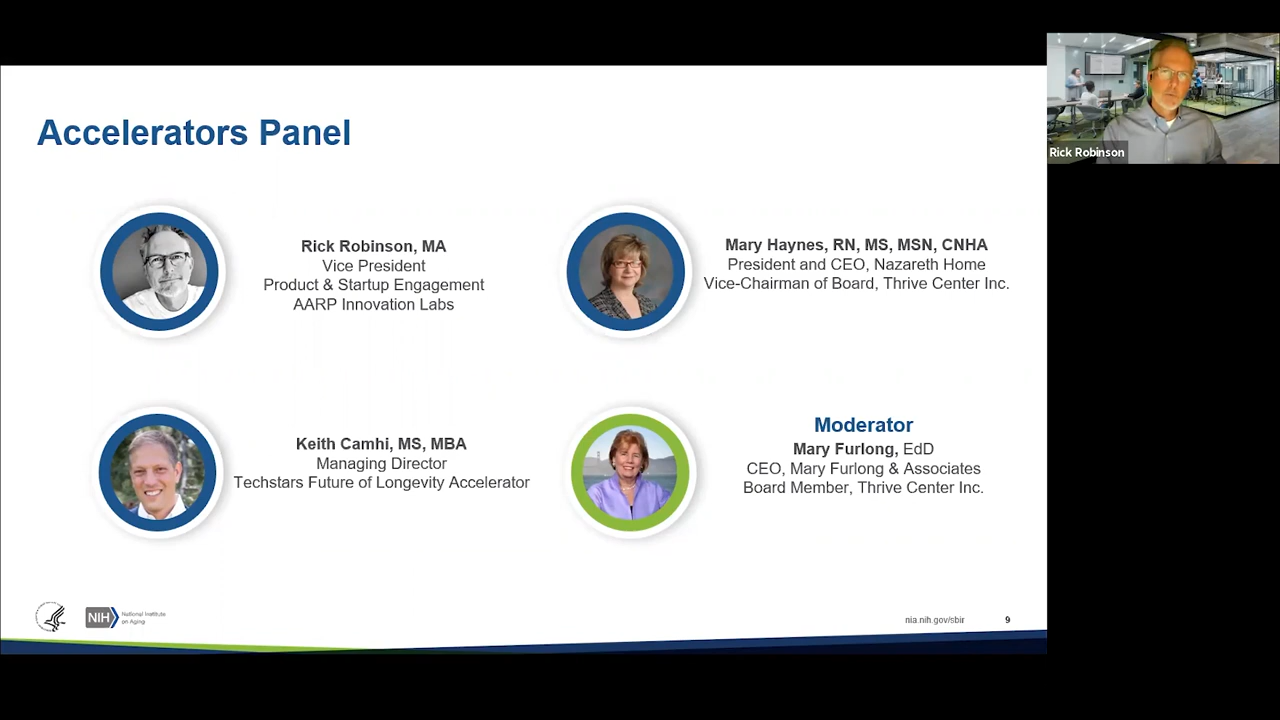 Accelerators Panel
Rick Robinson, MA
Vice President
Product & Startup Engagement
AARP Innovation Labs
Mary Haynes, RN, MS, MSN, CNHA
President and CEO, Nazareth Home
Vice-Chairman of Board, Thrive Center Inc.
Keith Camhi, MS, MBA
Managing Director
Techstars Future of Longevity Accelerator
Moderator
Mary Furlong, EdD
CEO, Mary Furlong & Associates
Board Member, Thrive Center Inc.
NIH
National Institute
on Aging
nia.nih.gov/sbir
9
Rick Robinson